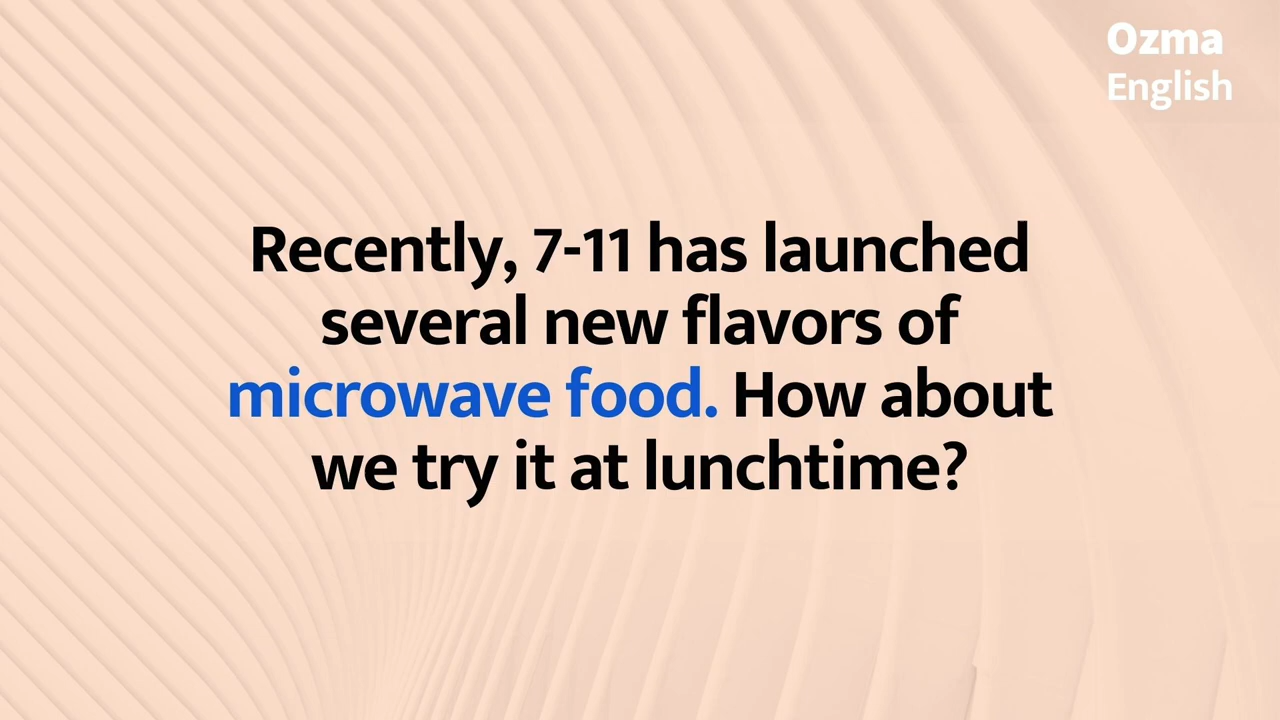 Ozma
English
Recently, 7-11 has launched
several new flavors of
microwave food. How about
we try it at lunchtime?